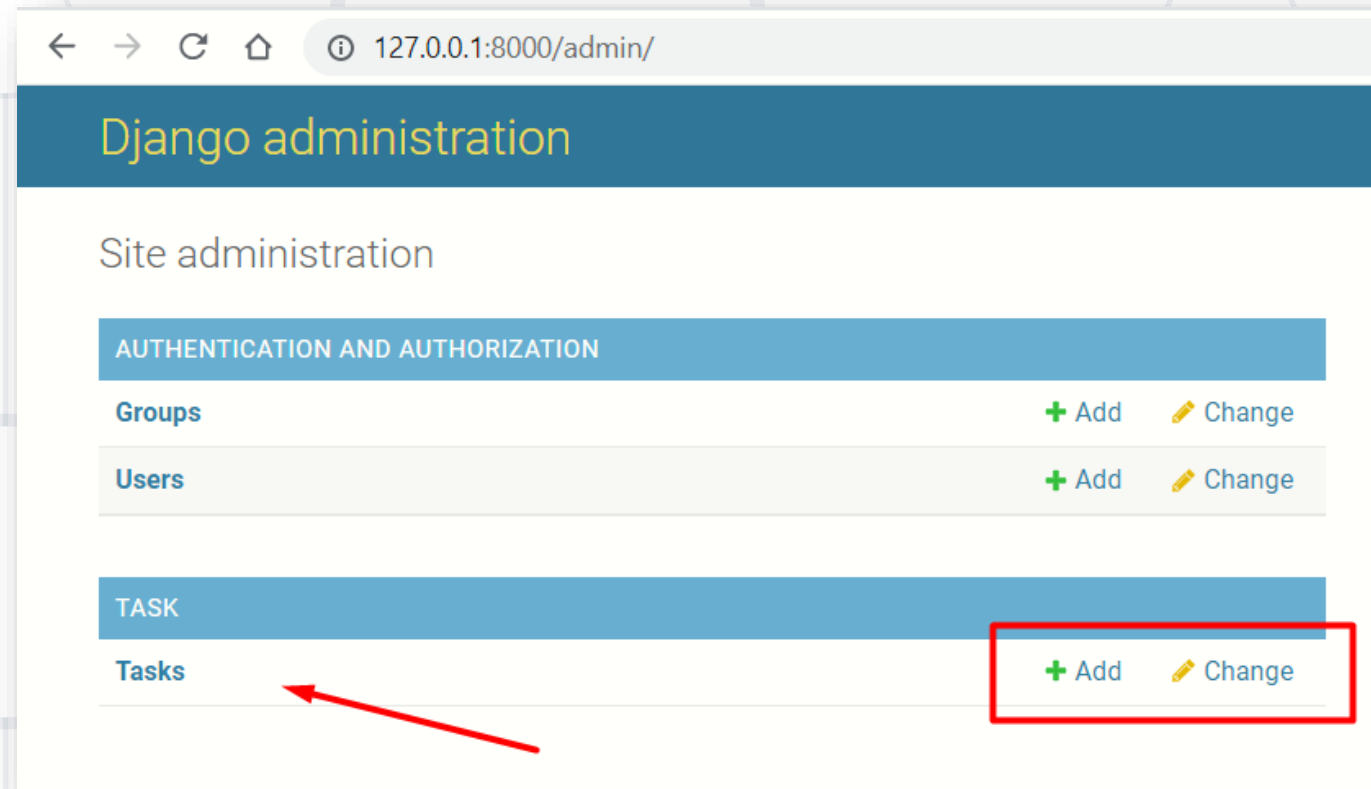 127.0.0.1:8000/admin/
Django administration
Site administration
AUTHENTICATION AND AUTHORIZATION
Groups Add Change
Users Add Change
TASK
Tasks Add Change